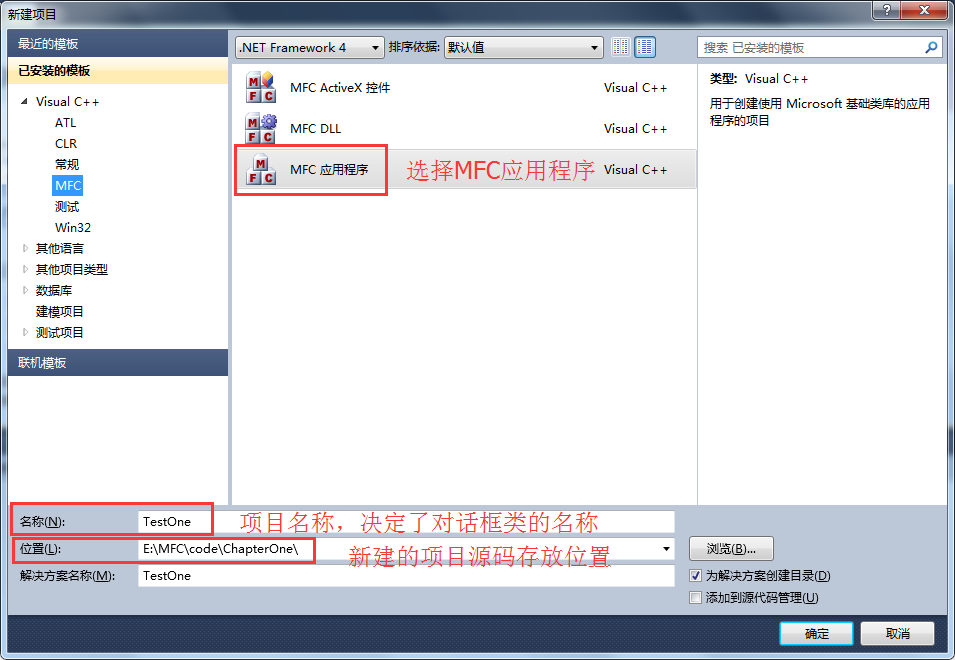 新建项目
最近的模板
已安装的模板
Visual C++
ATL
CLR
常规
MFC
测试
Win32
其他语言
其他项目类型
数据库
建模项目
测试项目
联机模板
.NET Framework 4 排序依据: 默认值
搜索 已安装的模板
MFC ActiveX 控件 Visual C++
MFC DLL Visual C++
MFC 应用程序 选择MFC应用程序 Visual C++
类型: Visual C++
用于创建使用 Microsoft 基础类库的应用
程序的项目
名称(N): TestOne 项目名称，决定了对话框类的名称
位置(L): E:\MFC\code\ChapterOne\ 新建的项目源码存放位置
浏览(B)...
解决方案名称(M): TestOne
为解决方案创建目录(D)
添加到源代码管理(U)
确定 取消